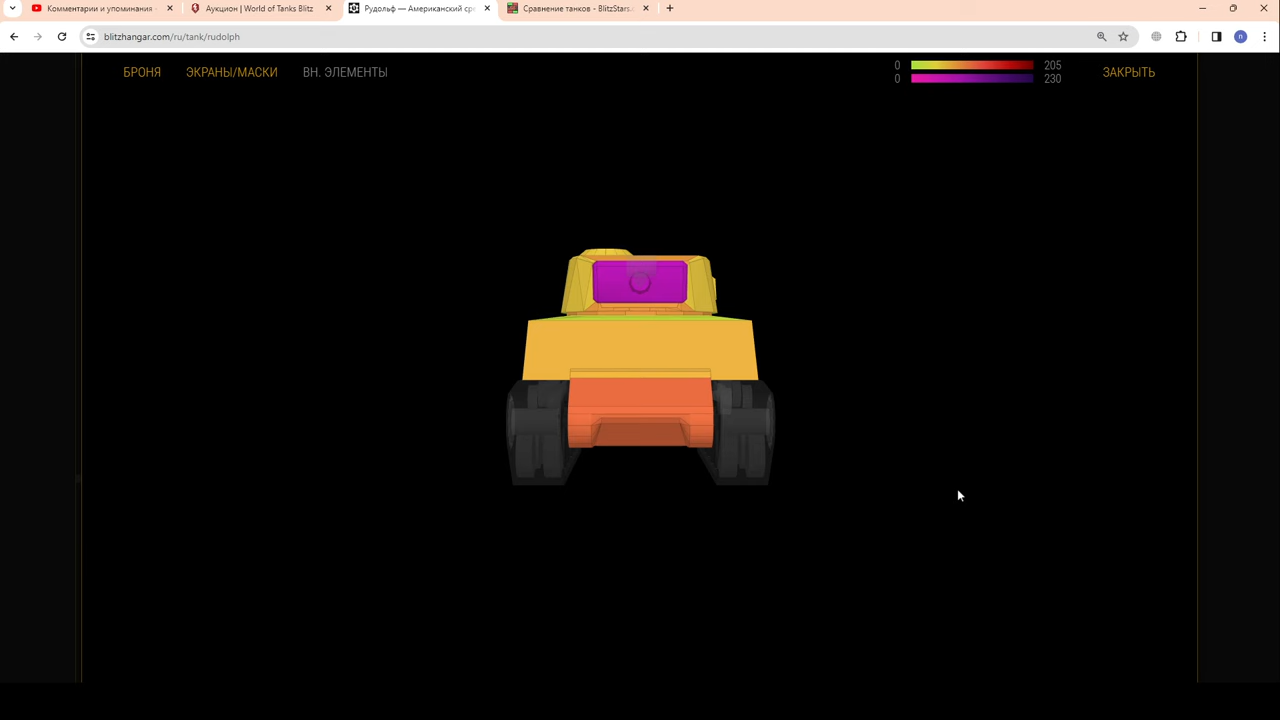 Комментарии и упоминания -
Аукцион | World of Tanks Blitz
Рудольф — Американский ср
Сравнение танков - BlitzStars.
blitzhangar.com/ru/tank/rudolph
n
БРОНЯ ЭКРАНЫ/МАСКИ ВН. ЭЛЕМЕНТЫ
0 205
0 230
ЗАКРЫТЬ